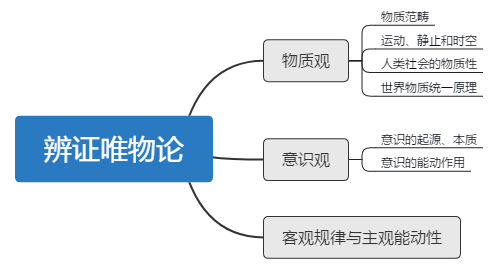 辨证唯物论
物质观
物质范畴
运动、静止和时空
人类社会的物质性
世界物质统一原理
意识观
意识的起源、本质
意识的能动作用
客观规律与主观能动性